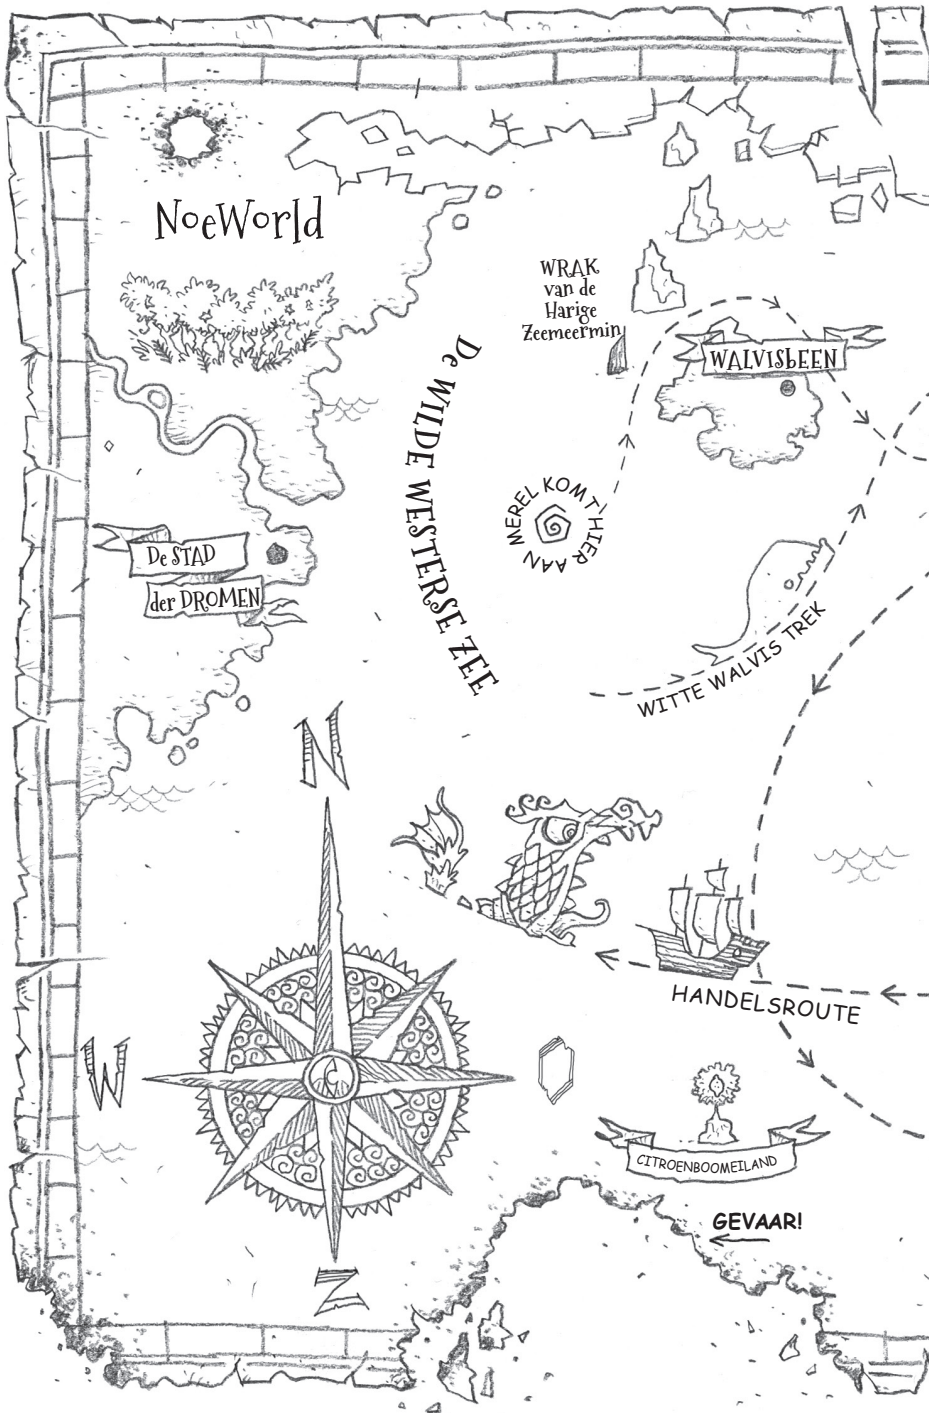 NoeWorld
WRAK
van de
Harige
Zeemeermin
WALVISbEEN
De WILDE WESTERSE ZEE
MEREL KOMT HIER AAN
De STAD
der DROMEN
WITTE WALVIS TREK
N
HANDELSROUTE
W
CITROENBOOMEILAND
GEVAAR!
Z